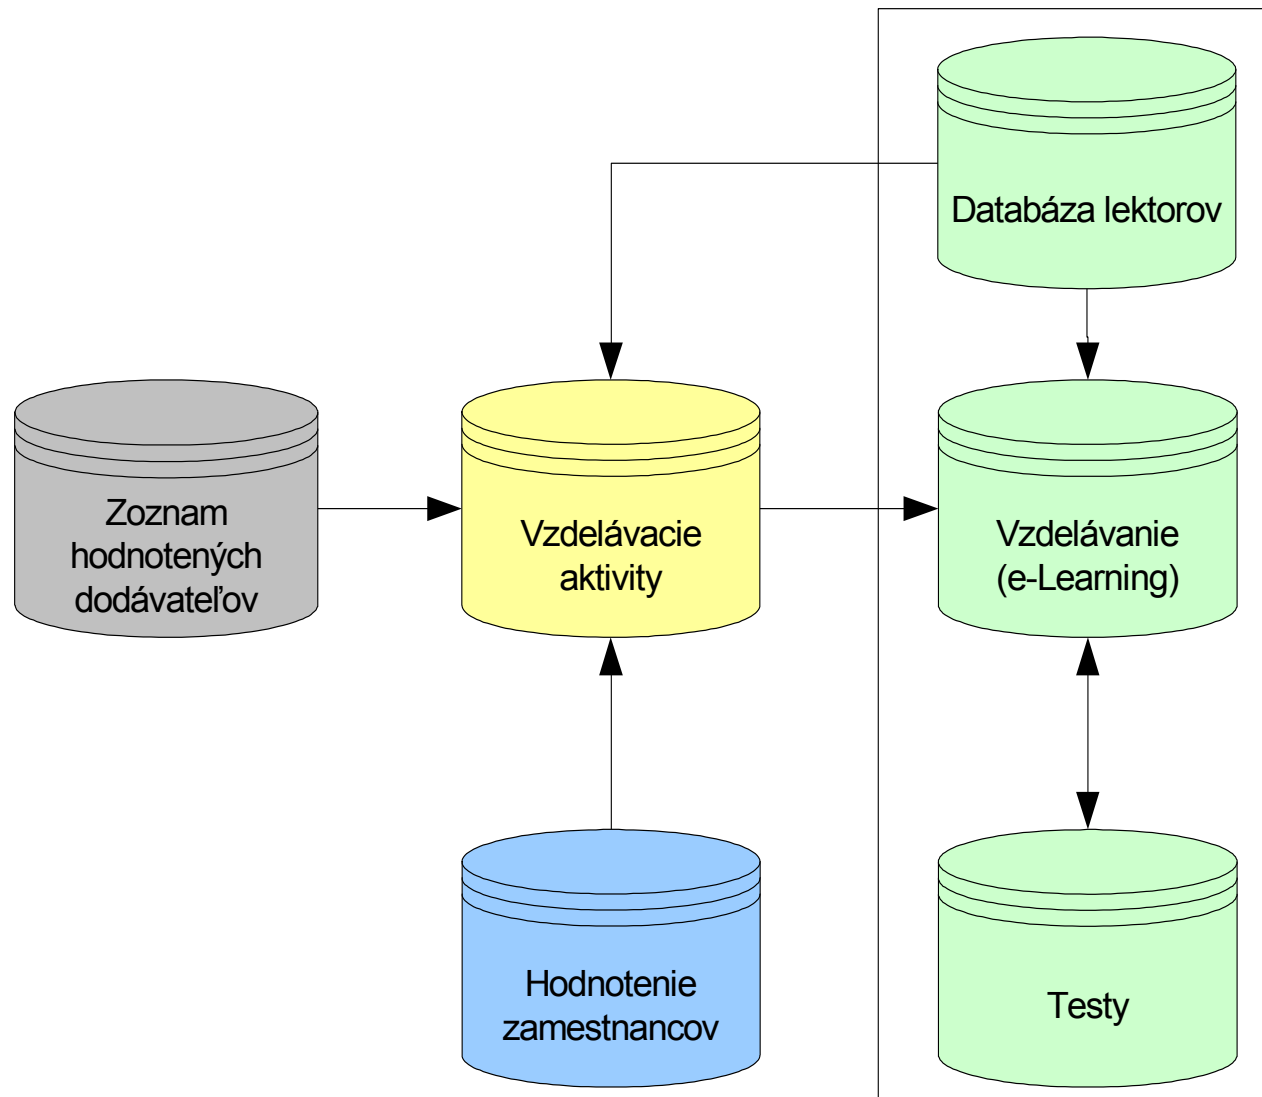 Databáza lektorov
Zoznam
hodnotených
dodávateľov
Vzdelávacie
aktivity
Vzdelávanie
(e-Learning)
Hodnotenie
zamestnancov
Testy